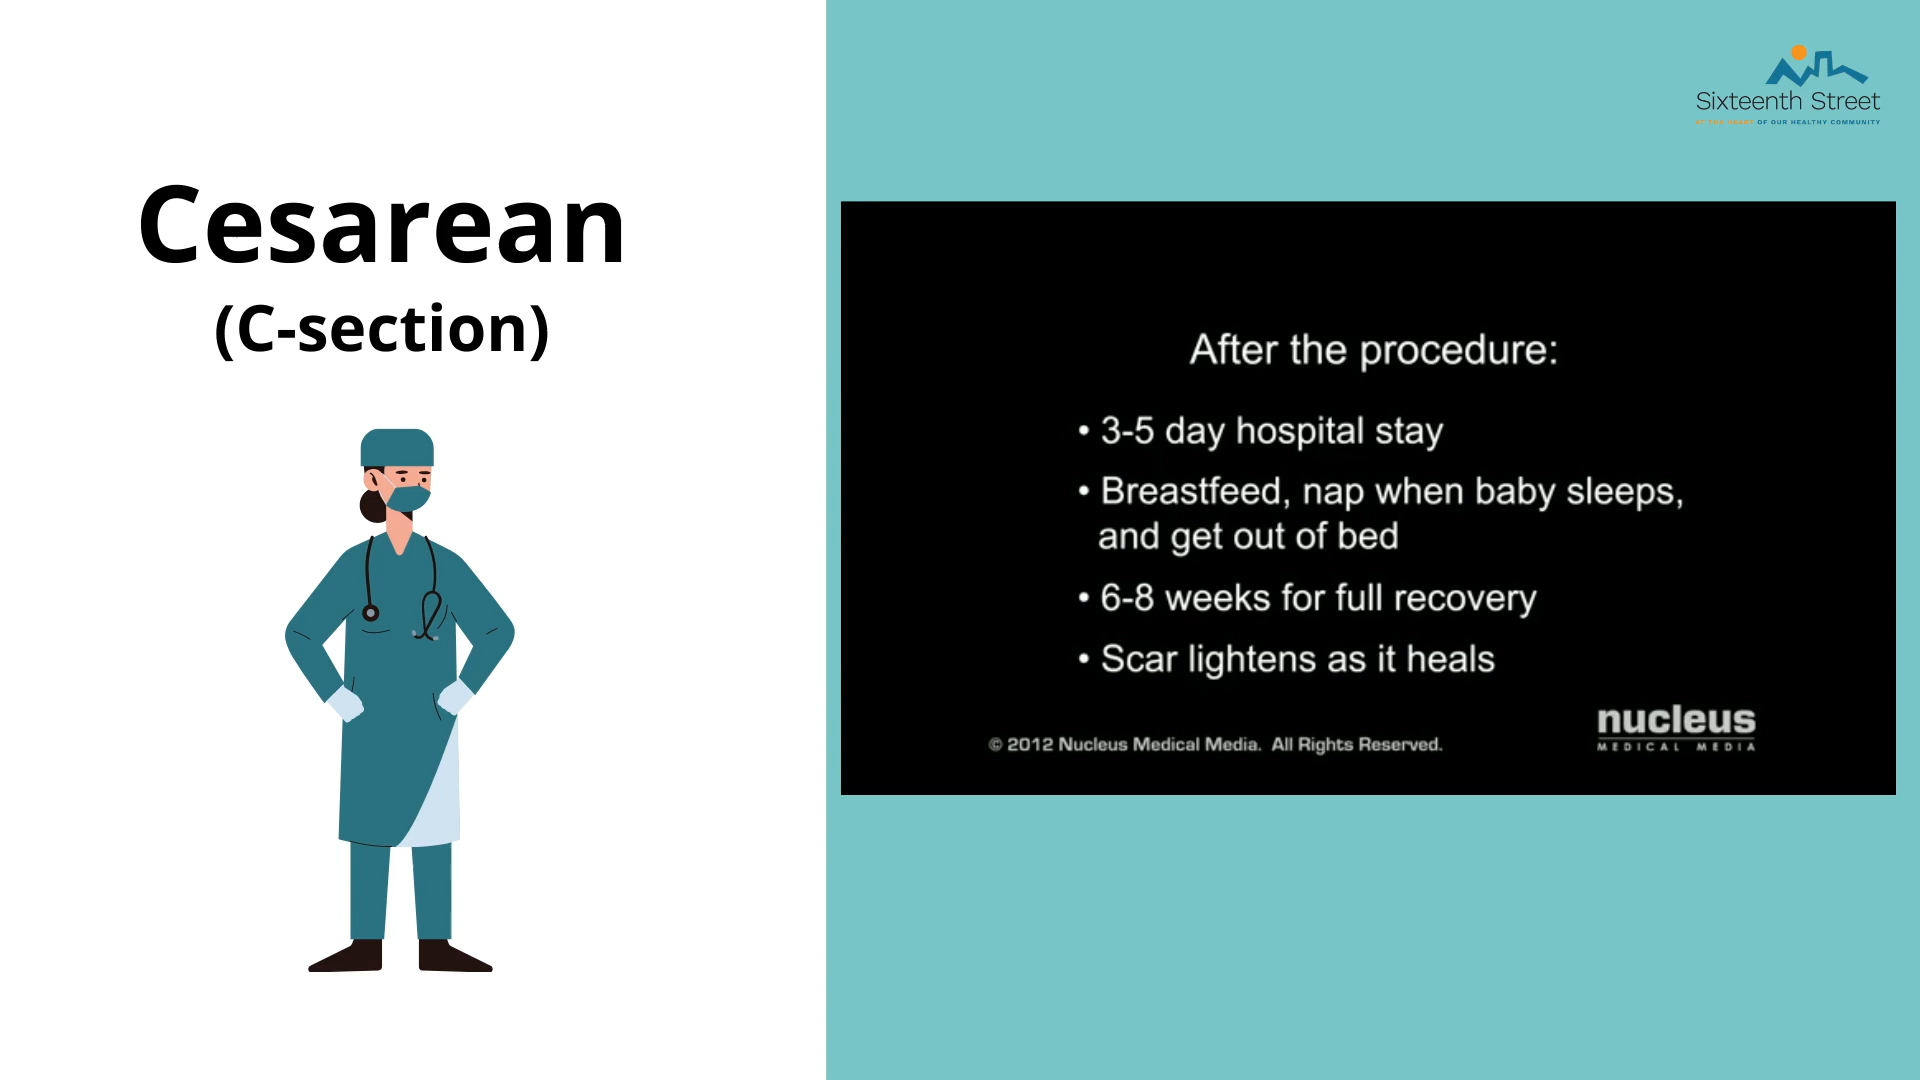 Cesarean
(C-section)
Sixteenth Street
AT THE HEART OF OUR HEALTHY COMMUNITY
After the procedure:
• 3-5 day hospital stay
• Breastfeed, nap when baby sleeps,
and get out of bed
• 6-8 weeks for full recovery
• Scar lightens as it heals
© 2012 Nucleus Medical Media. All Rights Reserved.
nucleus
MEDICAL MEDIA